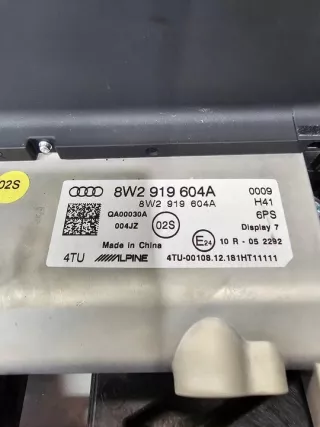 8W2 919 604A 0009
8W2 919 604A H41
QA00030A 6PS
004JZ 02S Display 7
E24 10 R - 05 2292
Made in China
4TU ALPINE 4TU-00108.12.181HT11111
02S